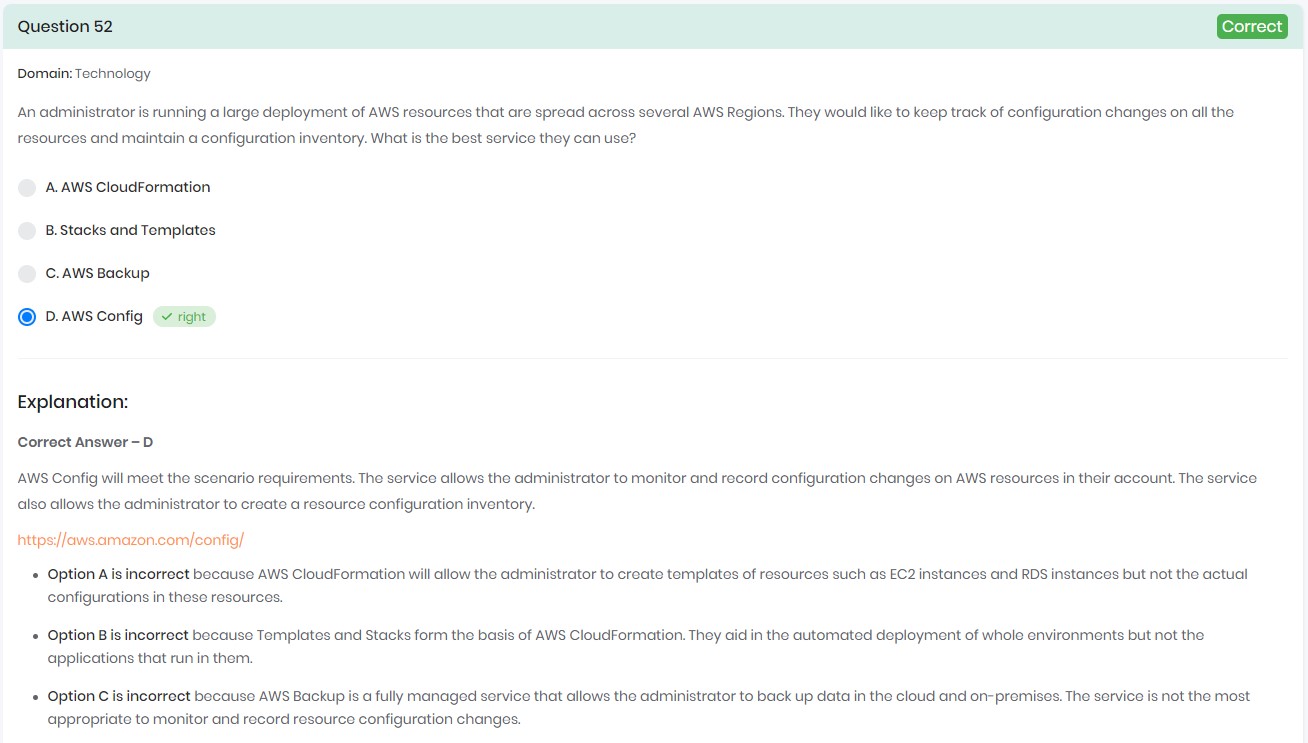 Question 52
Correct
Domain: Technology
An administrator is running a large deployment of AWS resources that are spread across several AWS Regions. They would like to keep track of configuration changes on all the
resources and maintain a configuration inventory. What is the best service they can use?
A. AWS CloudFormation
B. Stacks and Templates
C. AWS Backup
D. AWS Config ✓ right
Explanation:
Correct Answer – D
AWS Config will meet the scenario requirements. The service allows the administrator to monitor and record configuration changes on AWS resources in their account. The service
also allows the administrator to create a resource configuration inventory.
https://aws.amazon.com/config/
• Option A is incorrect because AWS CloudFormation will allow the administrator to create templates of resources such as EC2 instances and RDS instances but not the actual
configurations in these resources.
• Option B is incorrect because Templates and Stacks form the basis of AWS CloudFormation. They aid in the automated deployment of whole environments but not the
applications that run in them.
• Option C is incorrect because AWS Backup is a fully managed service that allows the administrator to back up data in the cloud and on-premises. The service is not the most
appropriate to monitor and record resource configuration changes.